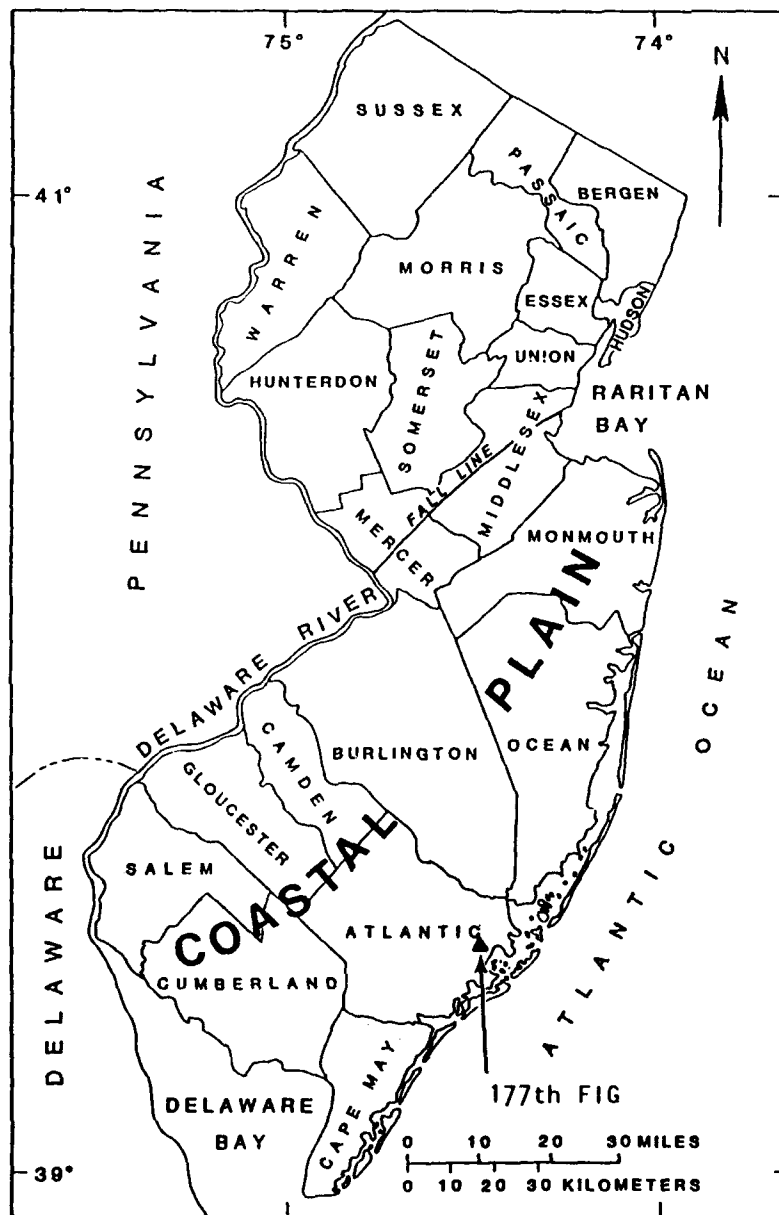 75°
74°
N
SUSSEX
PASSAIC
41°
BERGEN
WARREN
MORRIS
ESSEX
HUDSON
UNION
PENNSYLVANIA
HUNTERDON
SOMERSET
RARITAN
BAY
MIDDLESEX
FALL LINE
MERCER
MONMOUTH
PLAIN
OCEAN
DELAWARE RIVER
CAMDEN
BURLINGTON
GLOUCESTER
SALEM
COASTAL
ATLANTIC
CUMBERLAND
ATLANTIC OCEAN
DELAWARE
CAPE MAY
177th FIG
DELAWARE
BAY
0 10 20 30 MILES
0 10 20 30 KILOMETERS
39°
75
74